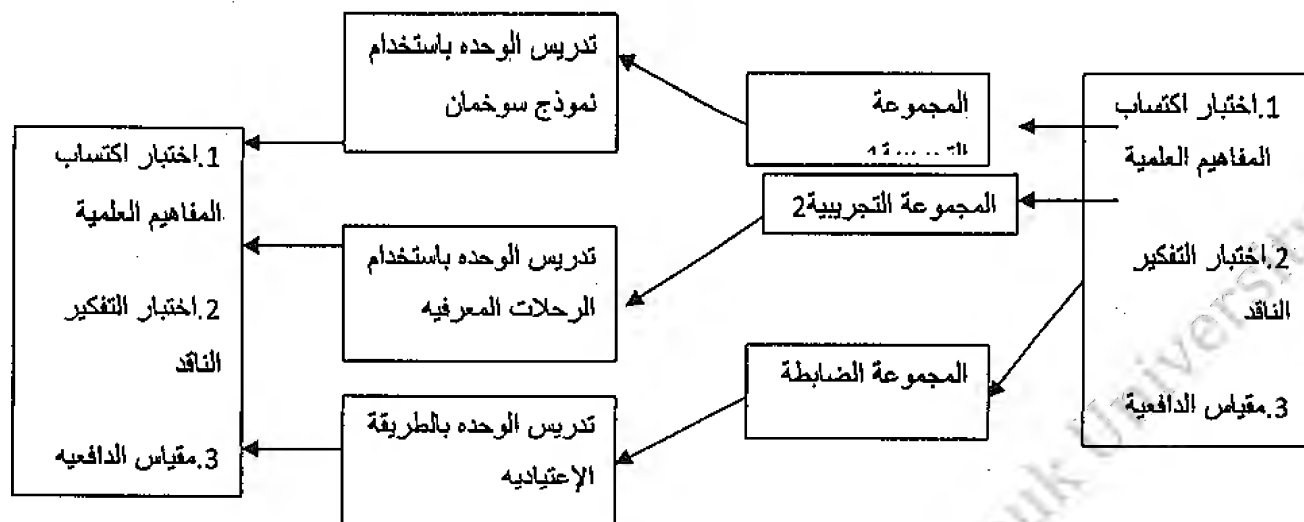 1.اختبار اكتساب
المفاهيم العلمية
2.اختبار التفكير
الناقد
3.مقياس الدافعية
المجموعة
المجموعة التجريبية2
المجموعة الضابطة
تدريس الوحده باستخدام
نموذج سوخمان
تدريس الوحده باستخدام
الرحلات المعرفيه
تدريس الوحده بالطريقة
الإعتياديه
1.اختبار اكتساب
المفاهيم العلمية
2.اختبار التفكير
الناقد
3.مقياس الدافعيه
uk University